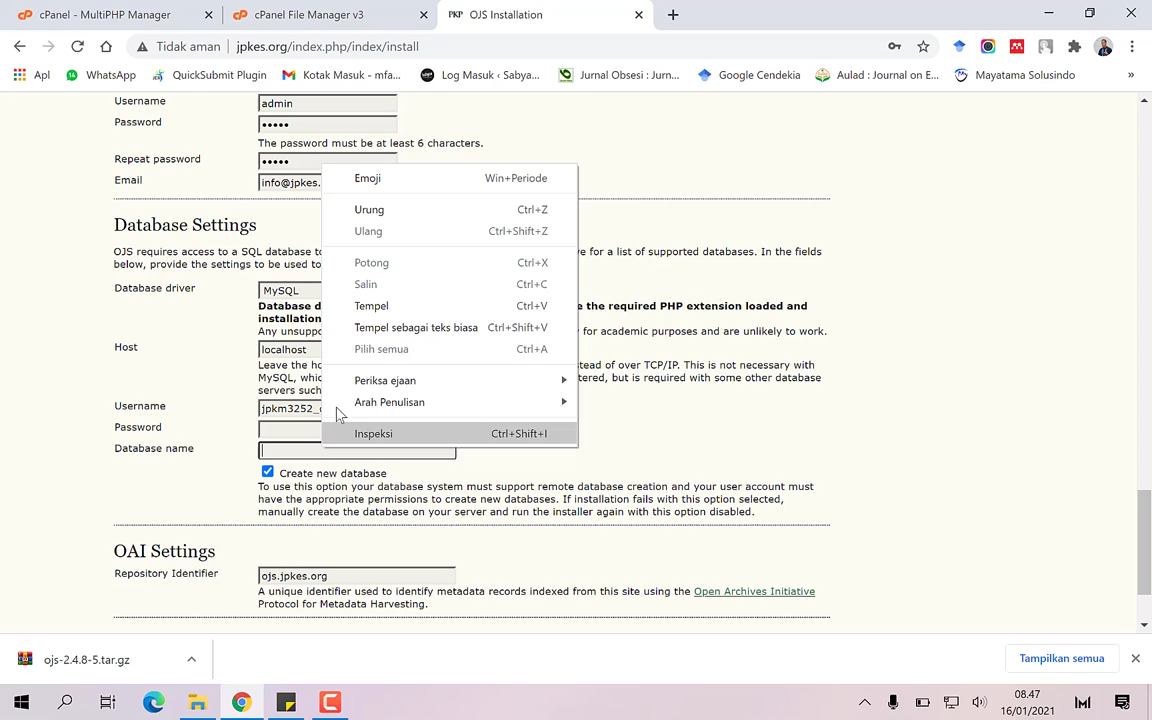 cPanel - MultiPHP Manager
cPanel File Manager v3
PKP OJS Installation
Tidak aman | jpkes.org/index.php/index/install
Apl WhatsApp QuickSubmit Plugin Kotak Masuk - mfa... Log Masuk ‹ Sabya... Jurnal Obsesi : Jurn... Google Cendekia Aulad : Journal on E... Mayatama Solusindo »
Username admin
Password •••••
The password must be at least 6 characters.
Repeat password •••••
Email info@jpkes.
Emoji Win+Periode
Urung Ctrl+Z
Ulang Ctrl+Shift+Z
Potong Ctrl+X
Salin Ctrl+C
Tempel Ctrl+V
Tempel sebagai teks biasa Ctrl+Shift+V
Pilih semua Ctrl+A
Periksa ejaan
Arah Penulisan
Inspeksi Ctrl+Shift+I
Database Settings
OJS requires access to a SQL database to ve for a list of supported databases. In the fields
below, provide the settings to be used to
Database driver MySQL
Database d e the required PHP extension loaded and
installation
Any unsuppo for academic purposes and are unlikely to work.
Host localhost
Leave the ho stead of over TCP/IP. This is not necessary with
MySQL, whic tered, but is required with some other database
servers such
Username jpkm3252_
Password
Database name
Create new database
To use this option your database system must support remote database creation and your user account must
have the appropriate permissions to create new databases. If installation fails with this option selected,
manually create the database on your server and run the installer again with this option disabled.
OAI Settings
Repository Identifier ojs.jpkes.org
A unique identifier used to identify metadata records indexed from this site using the Open Archives Initiative
Protocol for Metadata Harvesting.
ojs-2.4.8-5.tar.gz
Tampilkan semua
08.47
16/01/2021